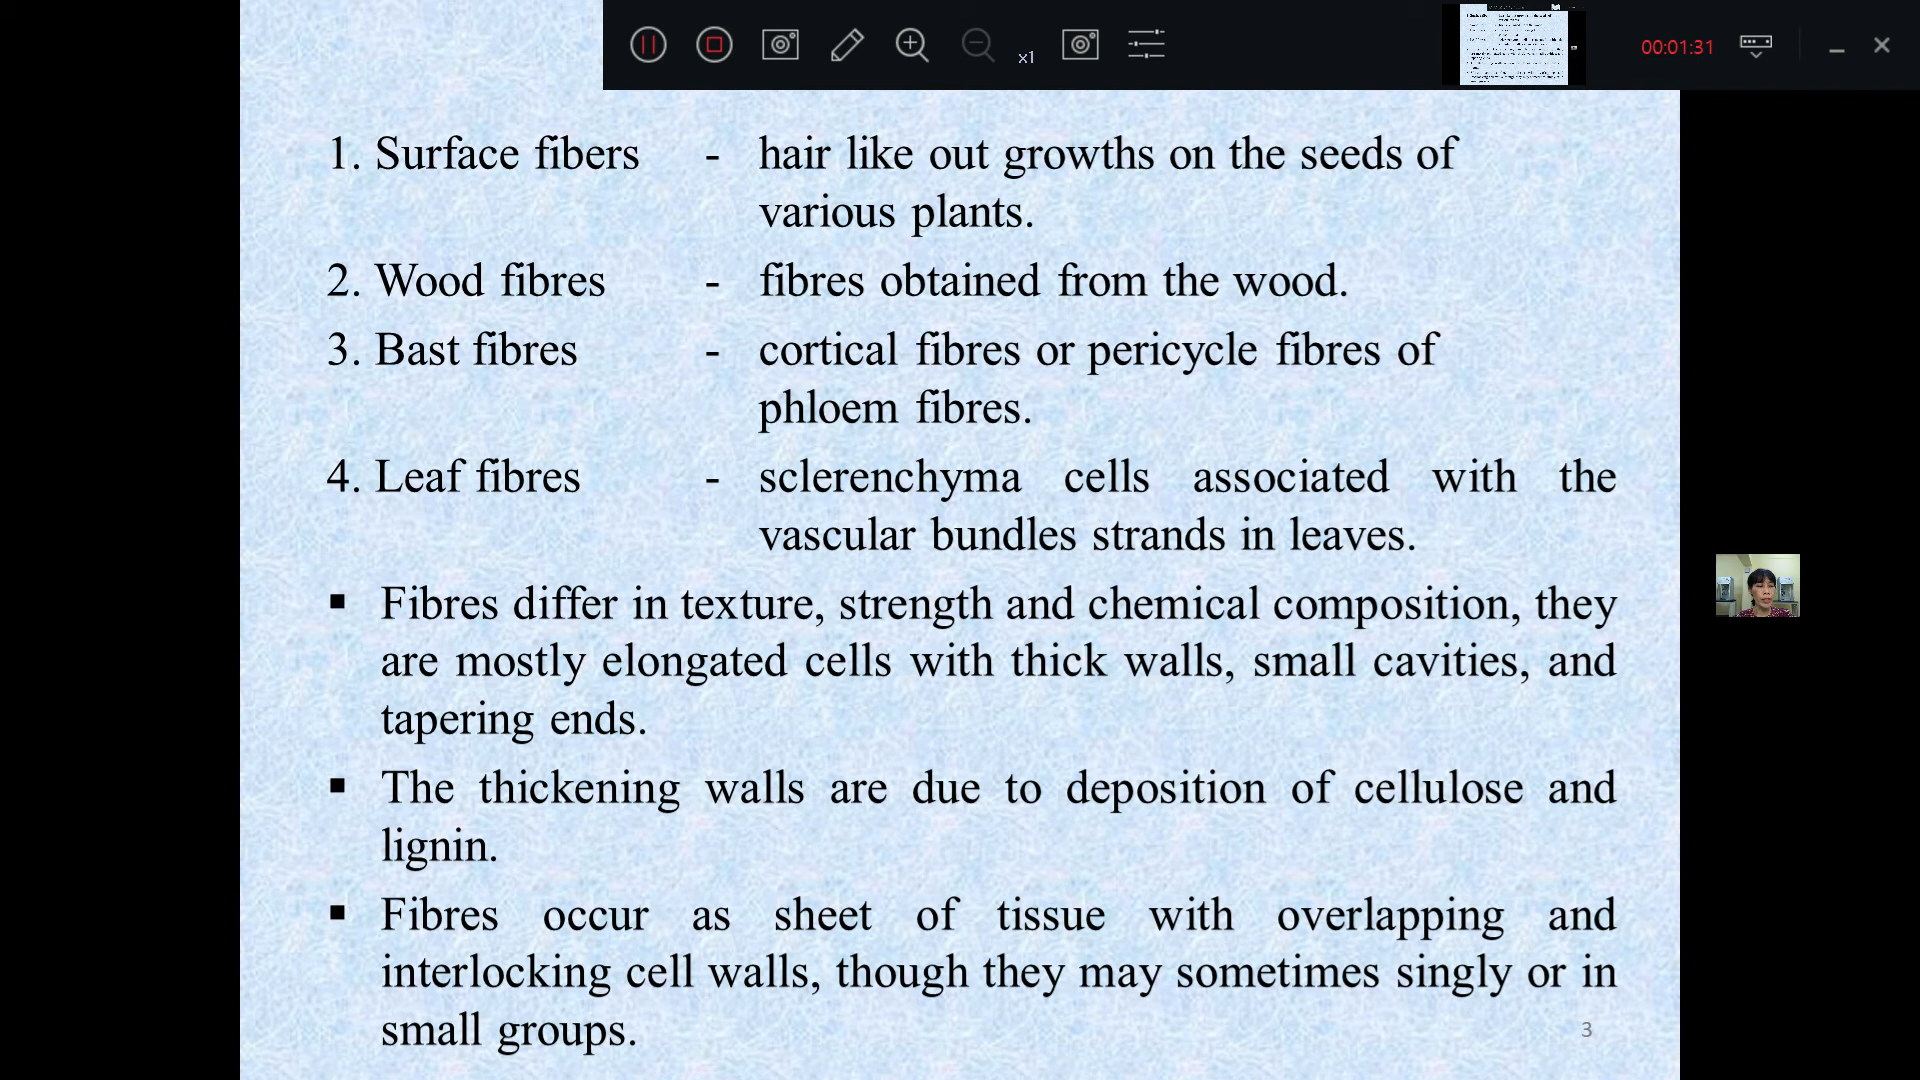 x1
00:01:31
1. Surface fibers - hair like out growths on the seeds of
various plants.
2. Wood fibres - fibres obtained from the wood.
3. Bast fibres - cortical fibres or pericycle fibres of
phloem fibres.
4. Leaf fibres - sclerenchyma cells associated with the
vascular bundles strands in leaves.
▪ Fibres differ in texture, strength and chemical composition, they
are mostly elongated cells with thick walls, small cavities, and
tapering ends.
▪ The thickening walls are due to deposition of cellulose and
lignin.
▪ Fibres occur as sheet of tissue with overlapping and
interlocking cell walls, though they may sometimes singly or in
small groups.
3